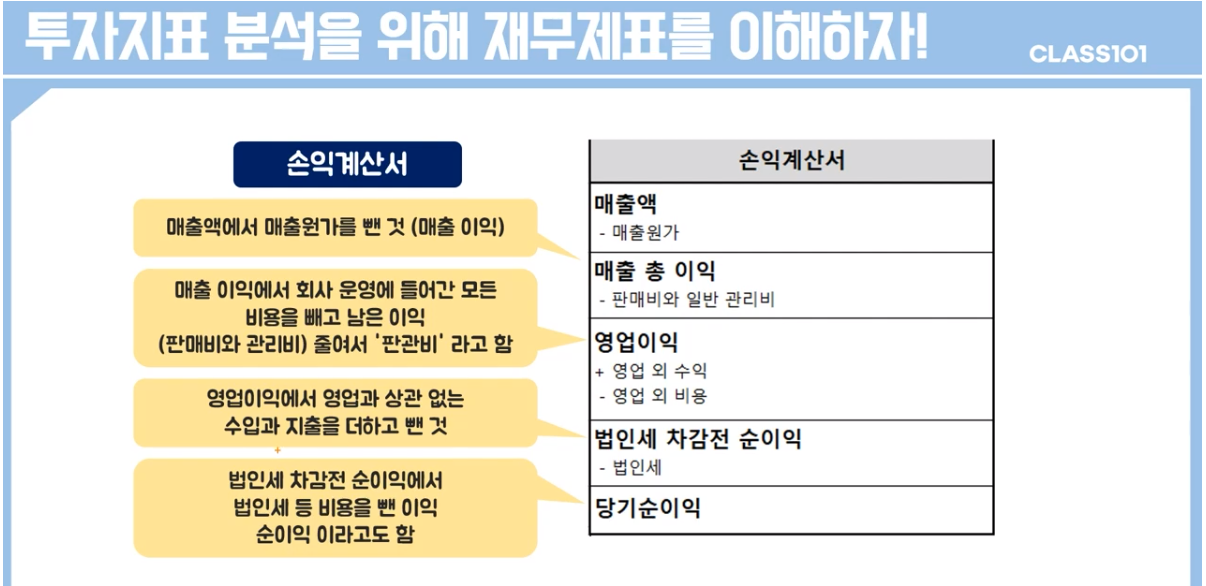 투자지표 분석을 위해 재무제표를 이해하자!
CLASS101
손익계산서
매출액에서 매출원가를 뺀 것 (매출 이익)
매출 이익에서 회사 운영에 들어간 모든
비용을 빼고 남은 이익
(판매비와 관리비) 줄여서 '판관비' 라고 함
영업이익에서 영업과 상관 없는
수입과 지출을 더하고 뺀 것
법인세 차감전 순이익에서
법인세 등 비용을 뺀 이익
순이익 이라고도 함
손익계산서
매출액
- 매출원가
매출 총 이익
- 판매비와 일반 관리비
영업이익
+ 영업 외 수익
- 영업 외 비용
법인세 차감전 순이익
- 법인세
당기순이익